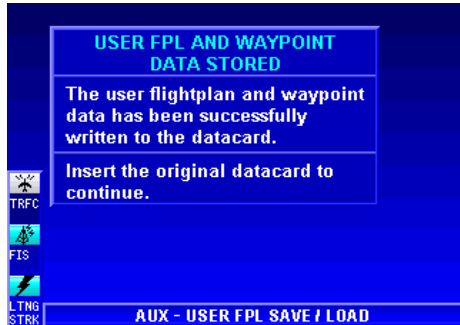 USER FPL AND WAYPOINT
DATA STORED
The user flightplan and waypoint
data has been successfully
written to the datacard.
Insert the original datacard to
continue.
TRFC
FIS
LTNG
STRK
AUX - USER FPL SAVE / LOAD